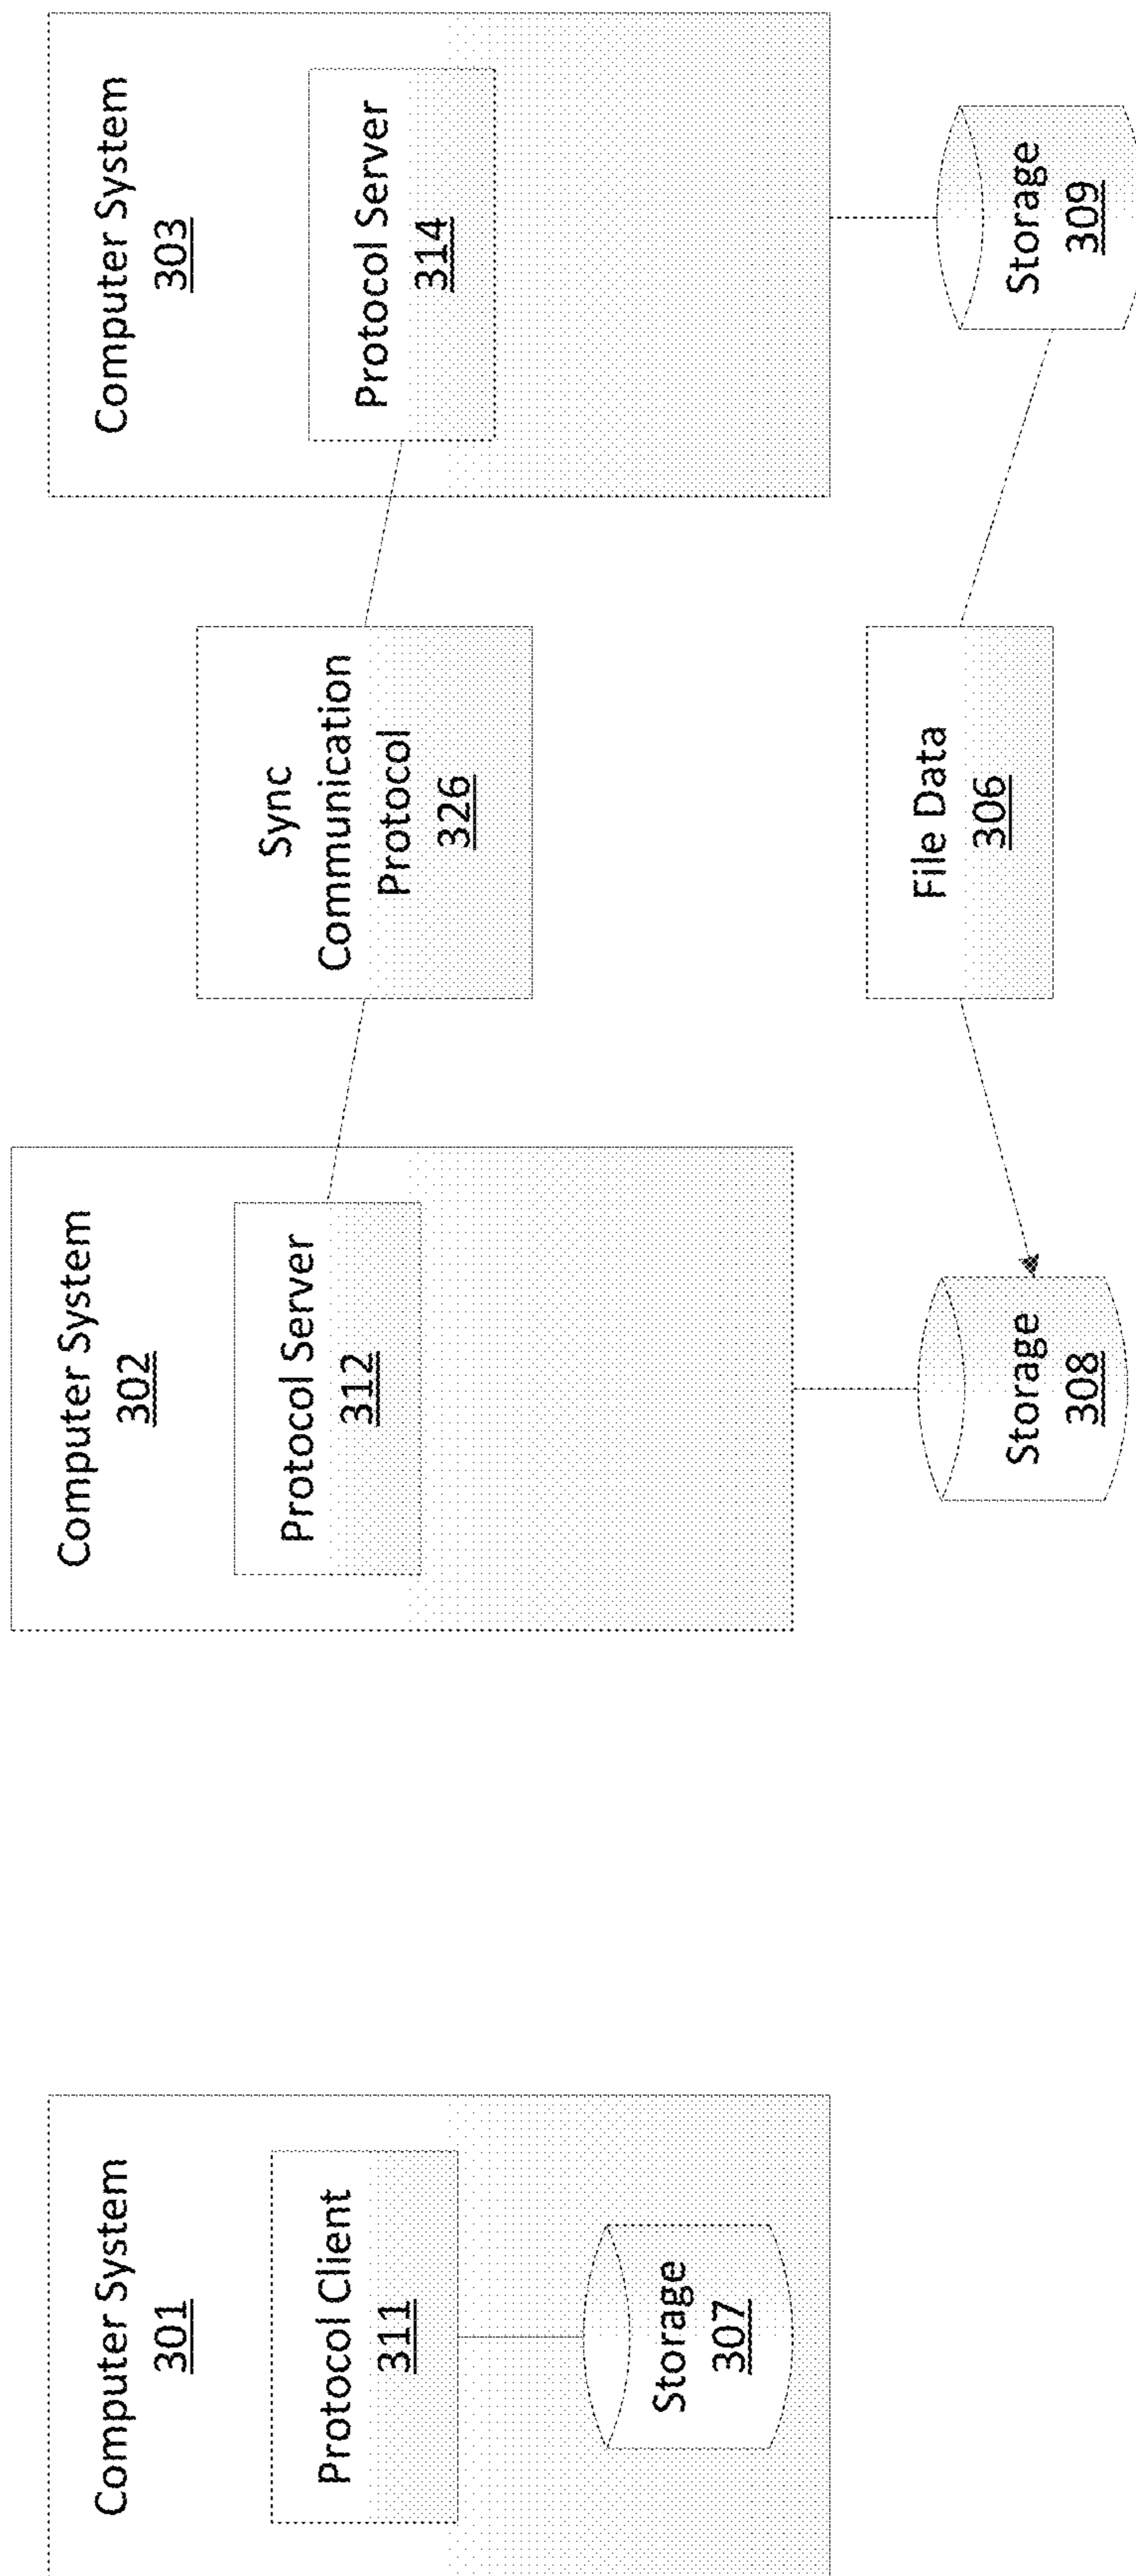 Computer System
301
Protocol Client
311
Storage
307
Computer System
302
Protocol Server
312
Storage
308
Sync
Communication
Protocol
326
File Data
306
Computer System
303
Protocol Server
314
Storage
309